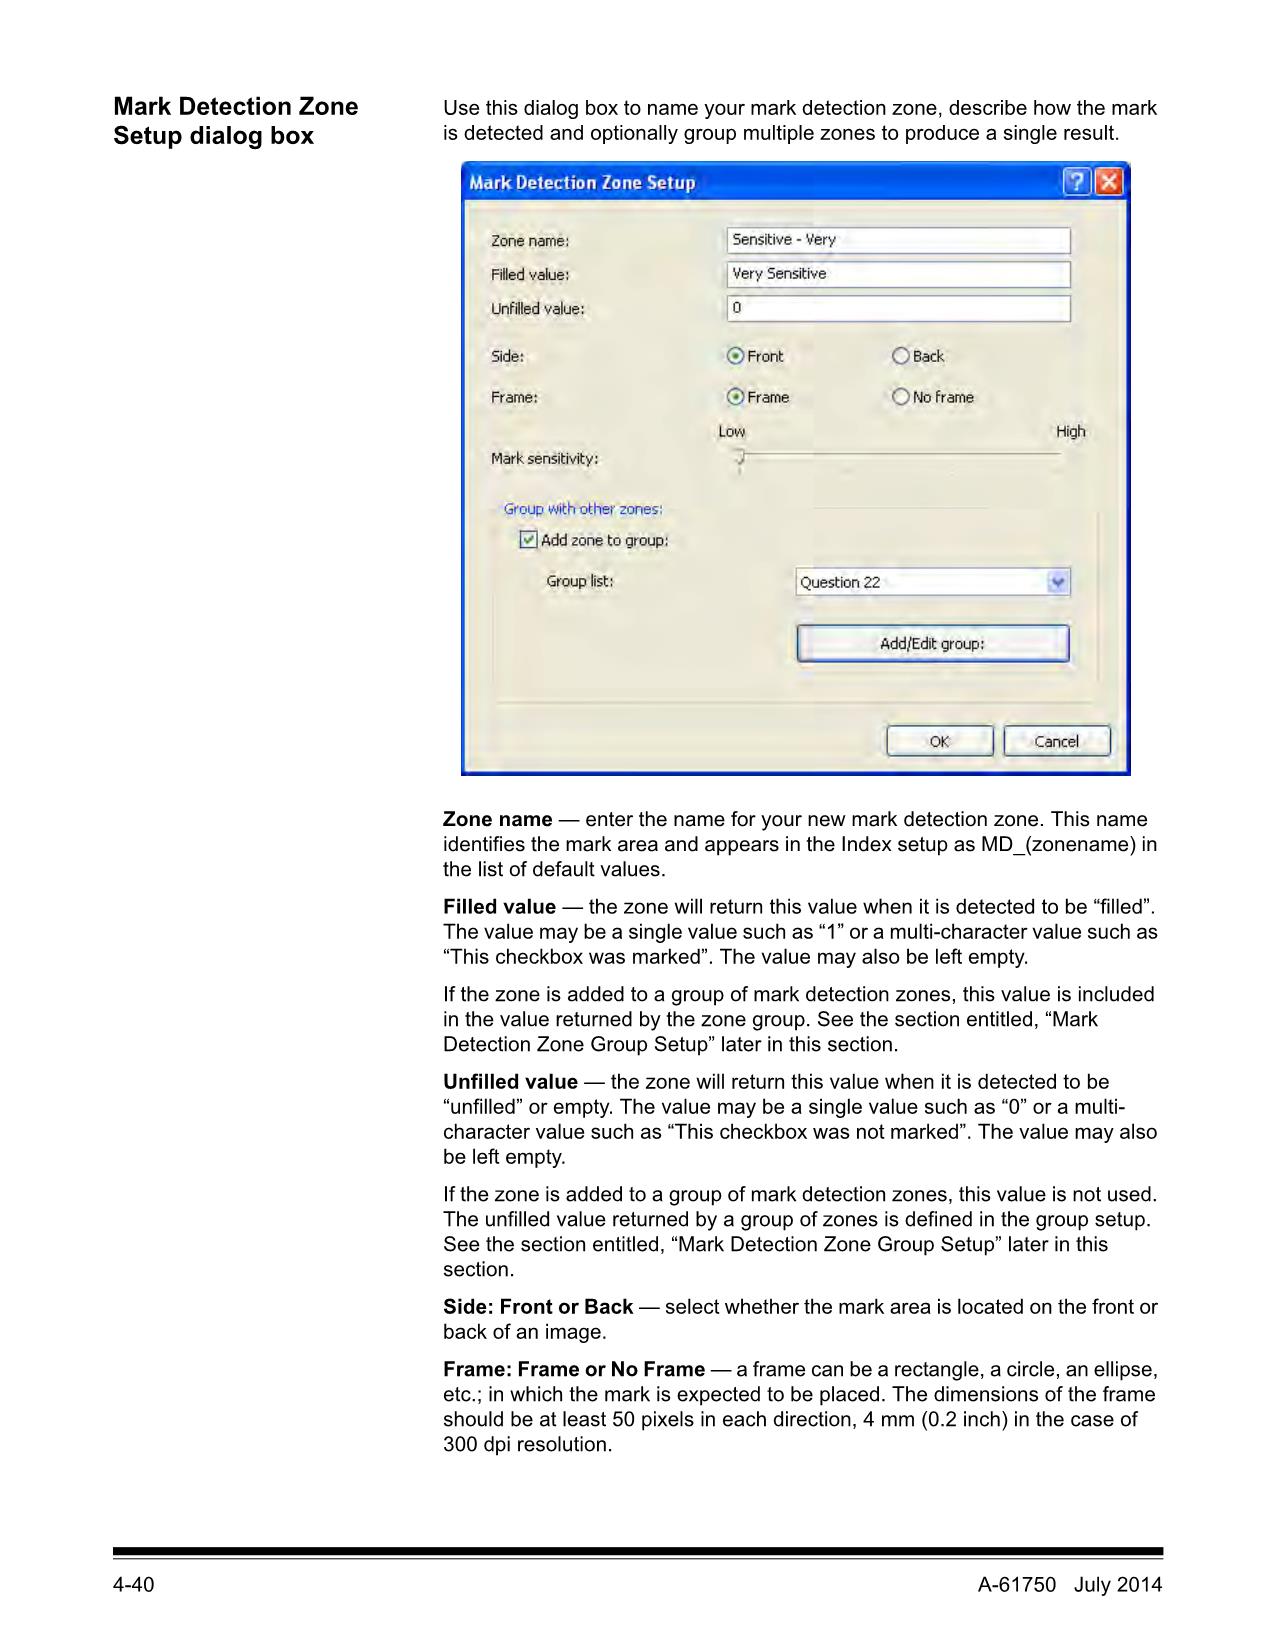 Mark Detection Zone
Setup dialog box
Use this dialog box to name your mark detection zone, describe how the mark
is detected and optionally group multiple zones to produce a single result.
Mark Detection Zone Setup
Zone name: Sensitive - Very
Filled value: Very Sensitive
Unfilled value: 0
Side: Front Back
Frame: Frame No frame
Low High
Mark sensitivity:
Group with other zones:
Add zone to group:
Group list: Question 22
Add/Edit group:
OK Cancel
Zone name — enter the name for your new mark detection zone. This name
identifies the mark area and appears in the Index setup as MD_(zonename) in
the list of default values.
Filled value — the zone will return this value when it is detected to be “filled”.
The value may be a single value such as “1” or a multi-character value such as
“This checkbox was marked”. The value may also be left empty.
If the zone is added to a group of mark detection zones, this value is included
in the value returned by the zone group. See the section entitled, “Mark
Detection Zone Group Setup” later in this section.
Unfilled value — the zone will return this value when it is detected to be
“unfilled” or empty. The value may be a single value such as “0” or a multi-
character value such as “This checkbox was not marked”. The value may also
be left empty.
If the zone is added to a group of mark detection zones, this value is not used.
The unfilled value returned by a group of zones is defined in the group setup.
See the section entitled, “Mark Detection Zone Group Setup” later in this
section.
Side: Front or Back — select whether the mark area is located on the front or
back of an image.
Frame: Frame or No Frame — a frame can be a rectangle, a circle, an ellipse,
etc.; in which the mark is expected to be placed. The dimensions of the frame
should be at least 50 pixels in each direction, 4 mm (0.2 inch) in the case of
300 dpi resolution.
4-40 A-61750 July 2014